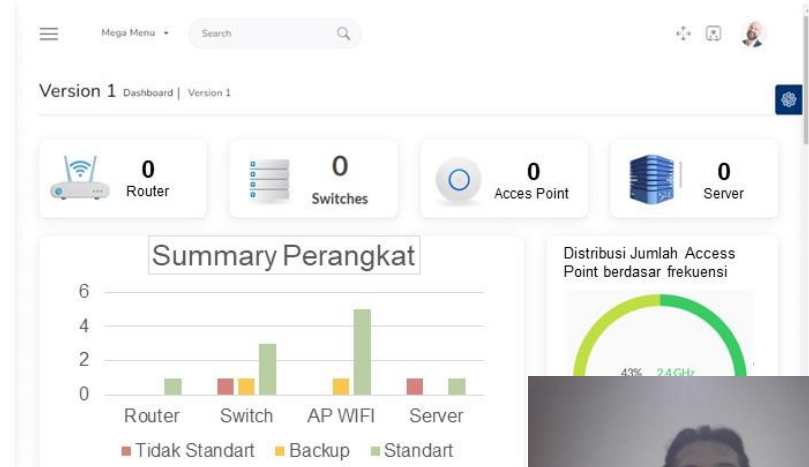 Mega Menu
Search
Version 1 Dashboard | Version 1
0
Router
0
Switches
0
Acces Point
0
Server
Summary Perangkat
6
4
2
0
Router Switch AP WIFI Server
Tidak Standart Backup Standart
Distribusi Jumlah Access
Point berdasar frekuensi
43% 2.4 GHz